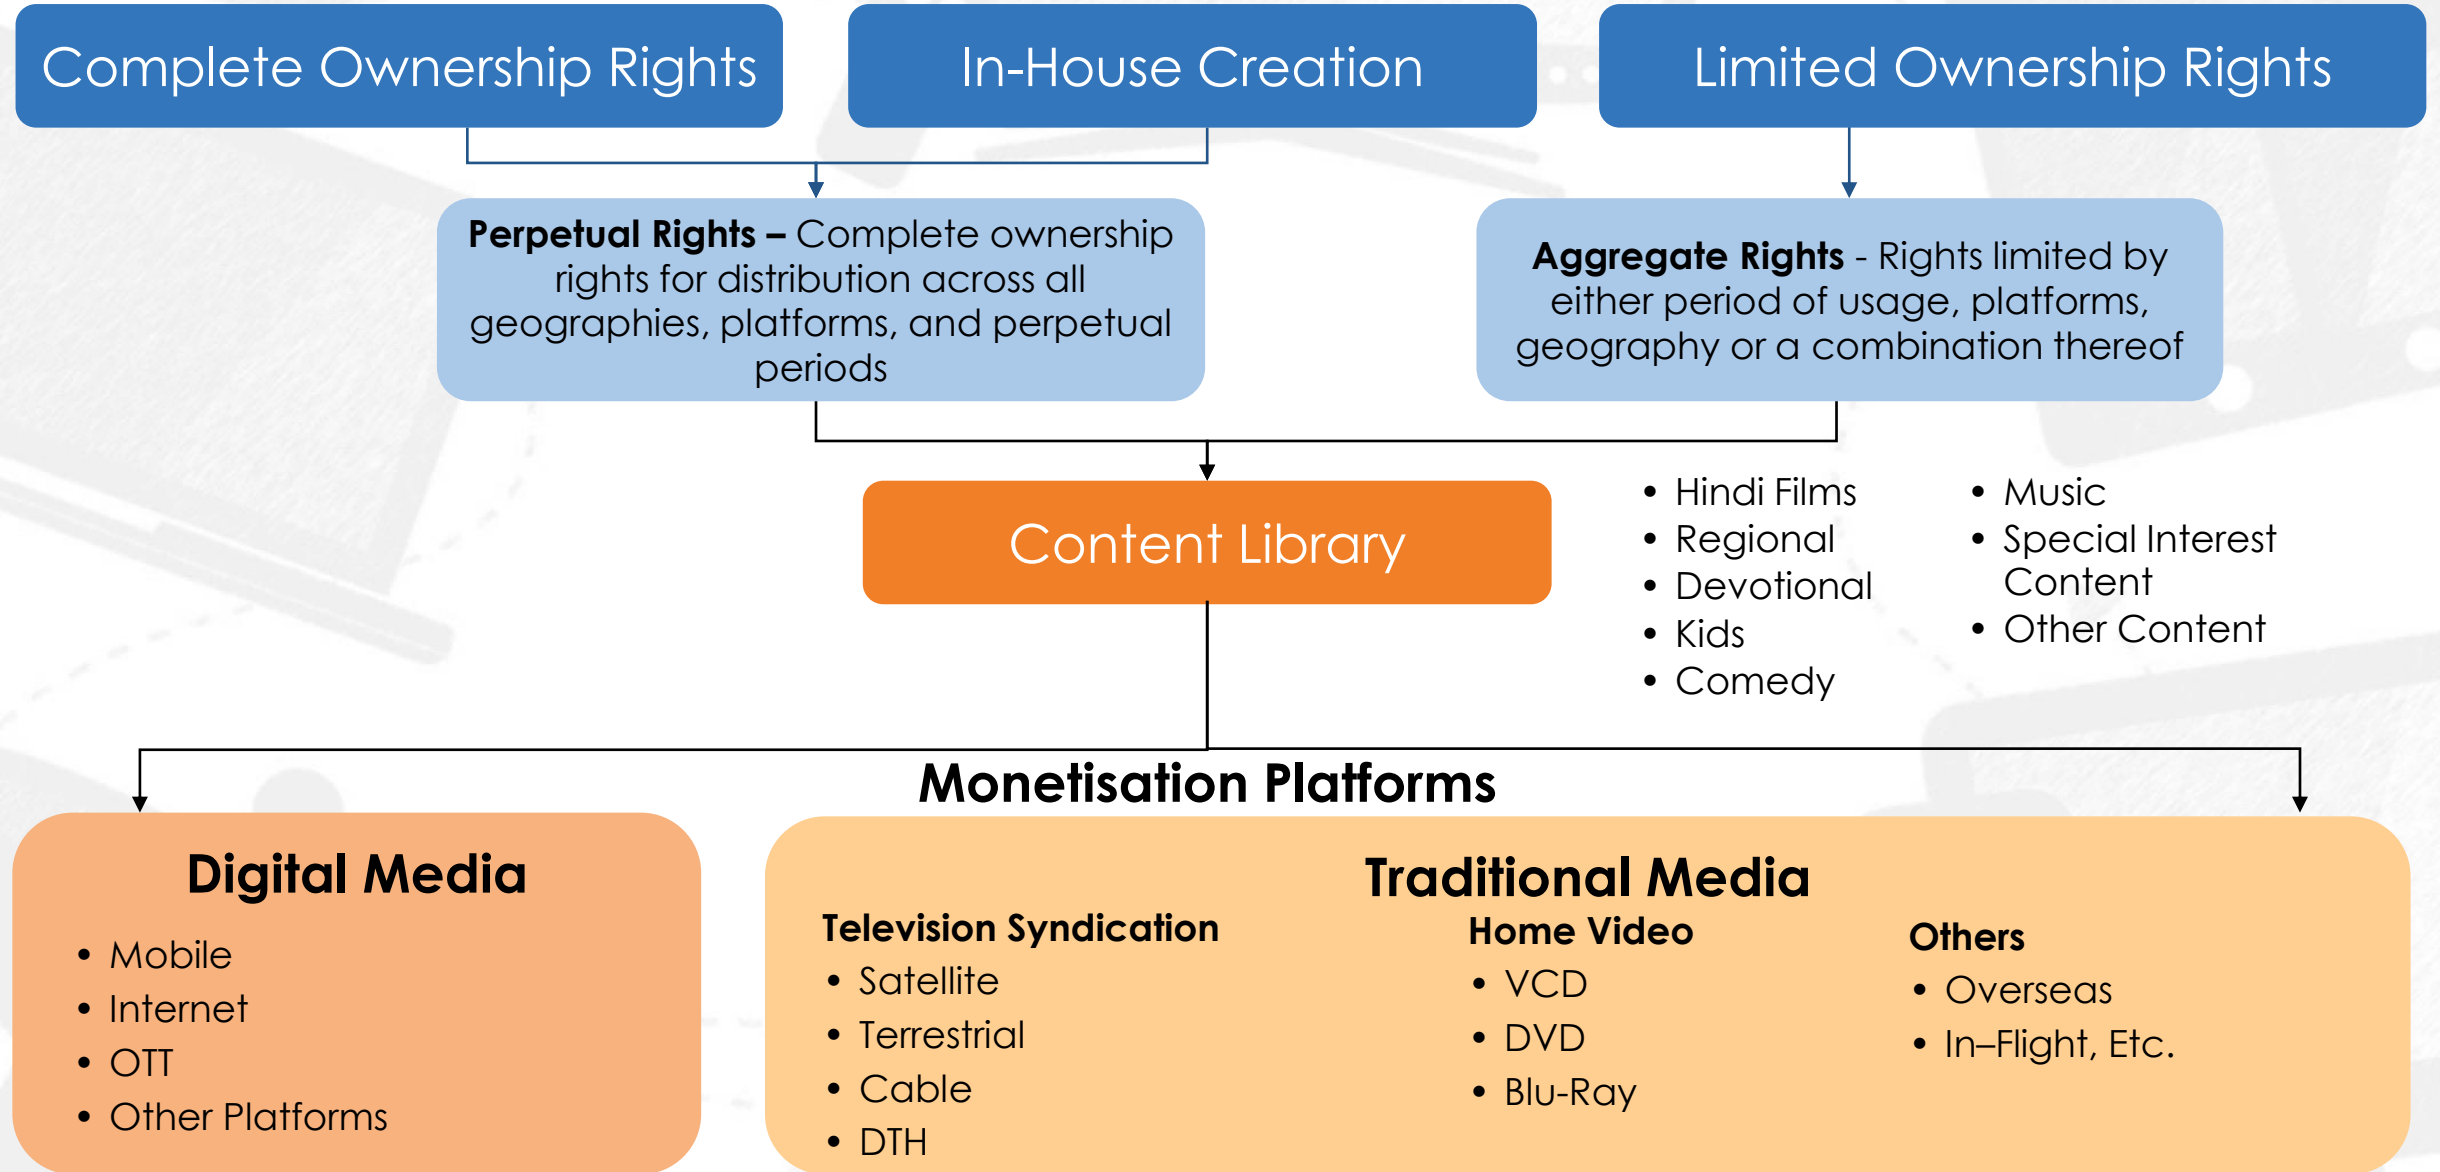 Complete Ownership Rights
In-House Creation
Limited Ownership Rights
Perpetual Rights – Complete ownership
rights for distribution across all
geographies, platforms, and perpetual
periods
Aggregate Rights - Rights limited by
either period of usage, platforms,
geography or a combination thereof
Content Library
• Hindi Films
• Regional
• Devotional
• Kids
• Comedy
• Music
• Special Interest
Content
• Other Content
Monetisation Platforms
Digital Media
• Mobile
• Internet
• OTT
• Other Platforms
Traditional Media
Television Syndication
• Satellite
• Terrestrial
• Cable
• DTH
Home Video
• VCD
• DVD
• Blu-Ray
Others
• Overseas
• In–Flight, Etc.